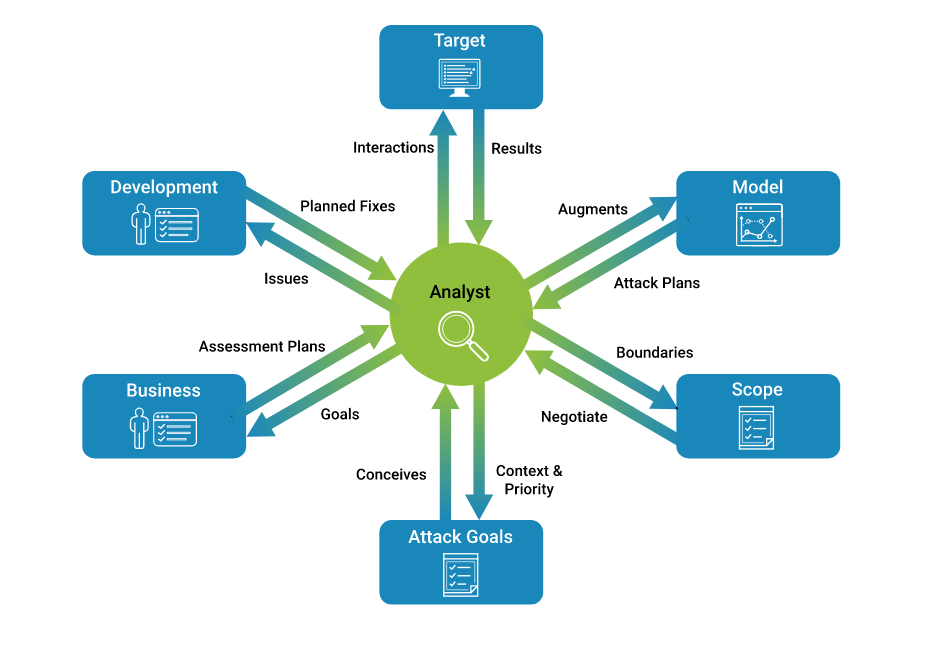 Target
Interactions
Results
Development
Model
Planned Fixes
Augments
Issues
Attack Plans
Analyst
Assessment Plans
Boundaries
Business
Scope
Goals
Negotiate
Conceives
Context &
Priority
Attack Goals